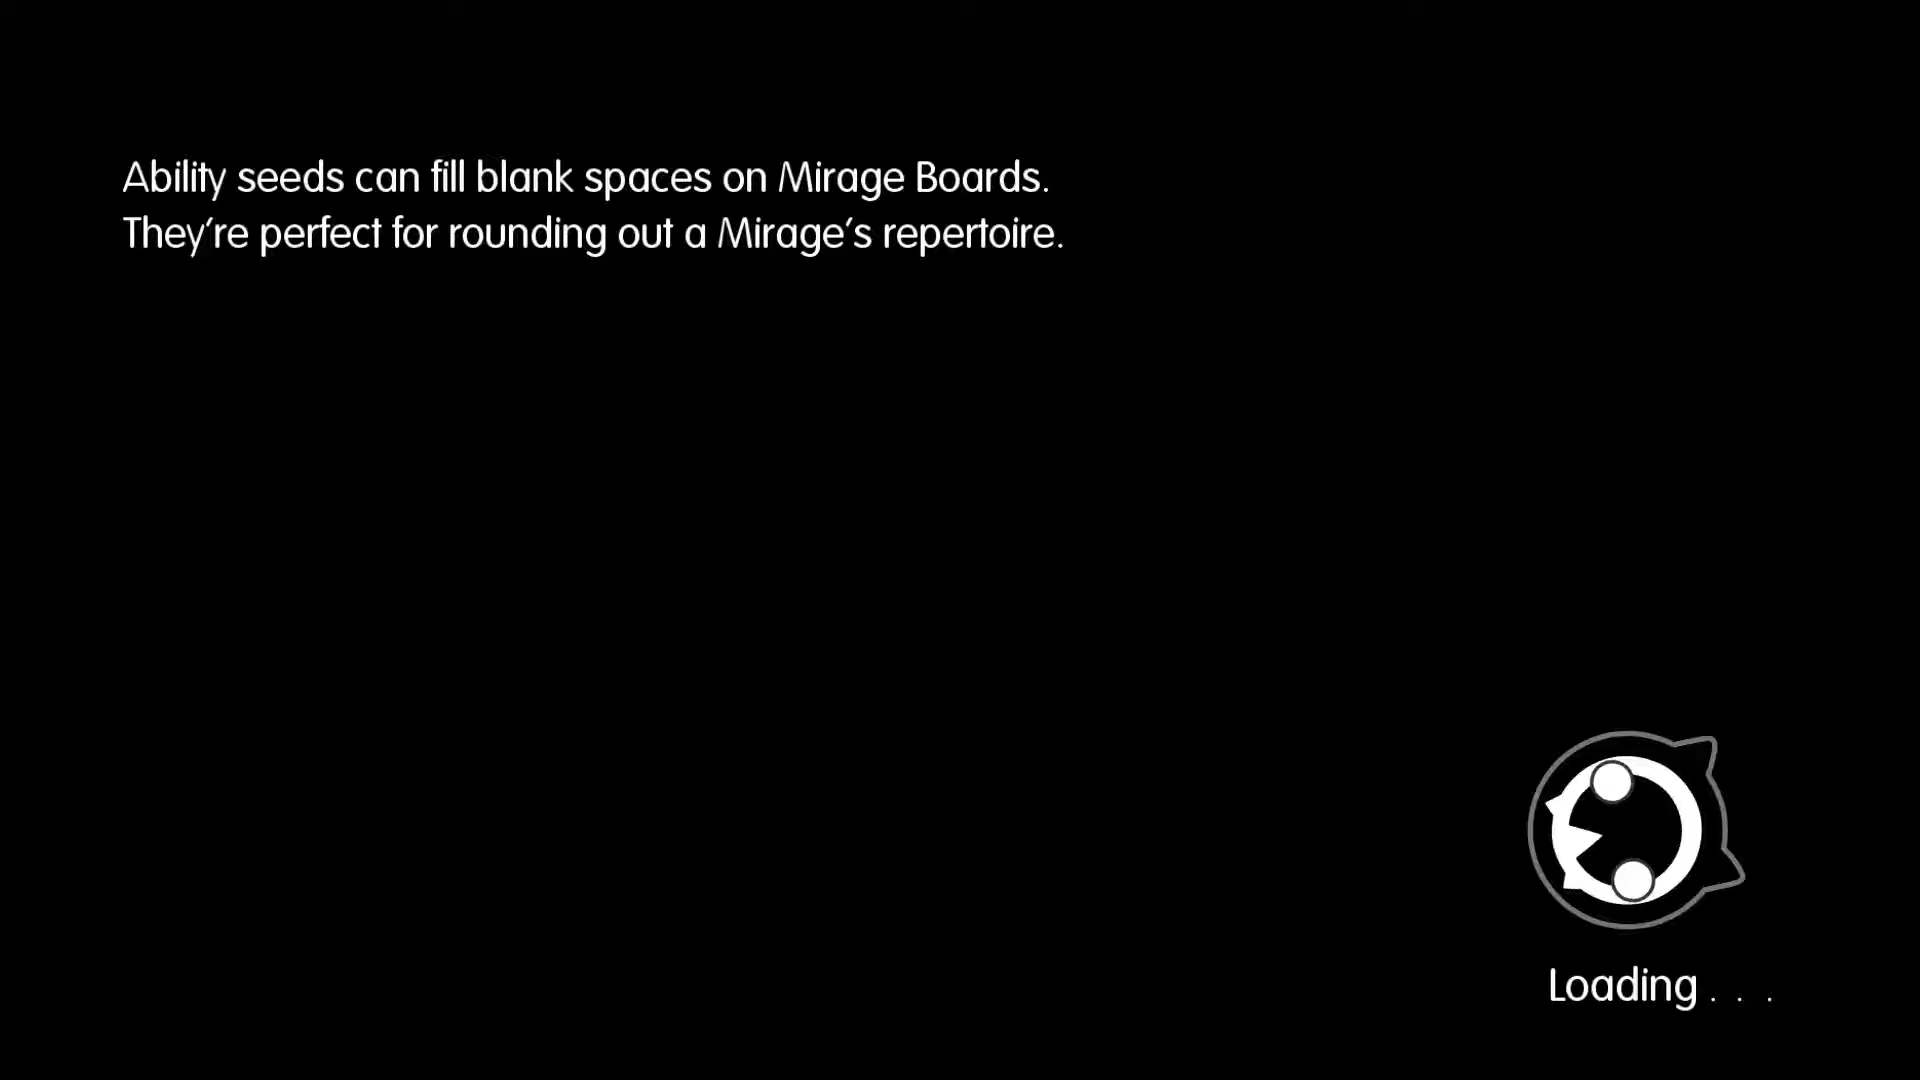 Ability seeds can fill blank spaces on Mirage Boards.
They're perfect for rounding out a Mirage's repertoire.
Loading . . .